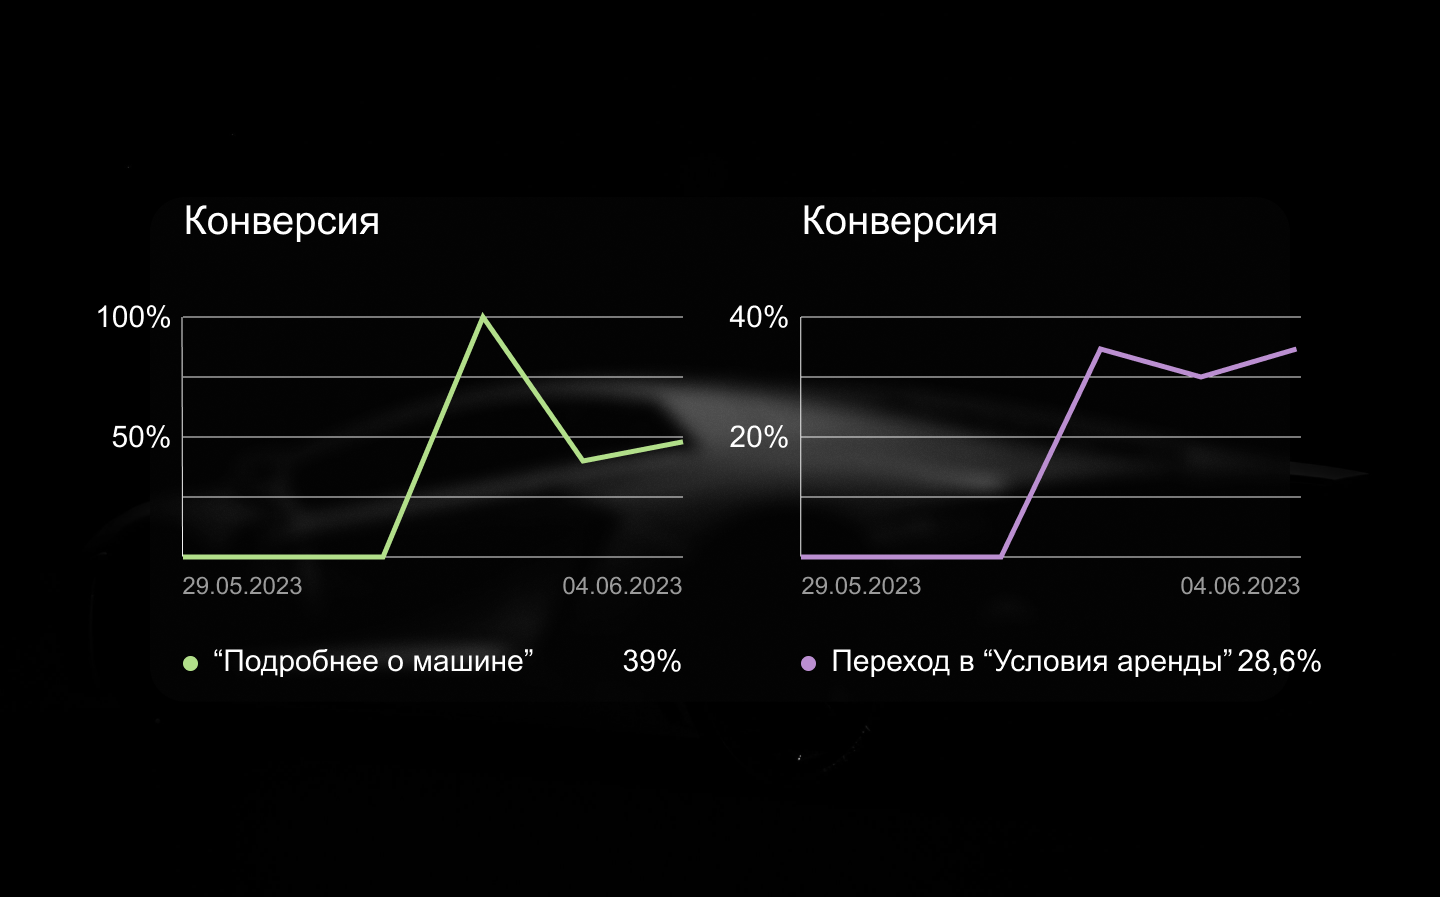 Конверсия
100%
50%
29.05.2023 04.06.2023
“Подробнее о машине” 39%
Конверсия
40%
20%
29.05.2023 04.06.2023
Переход в “Условия аренды” 28,6%